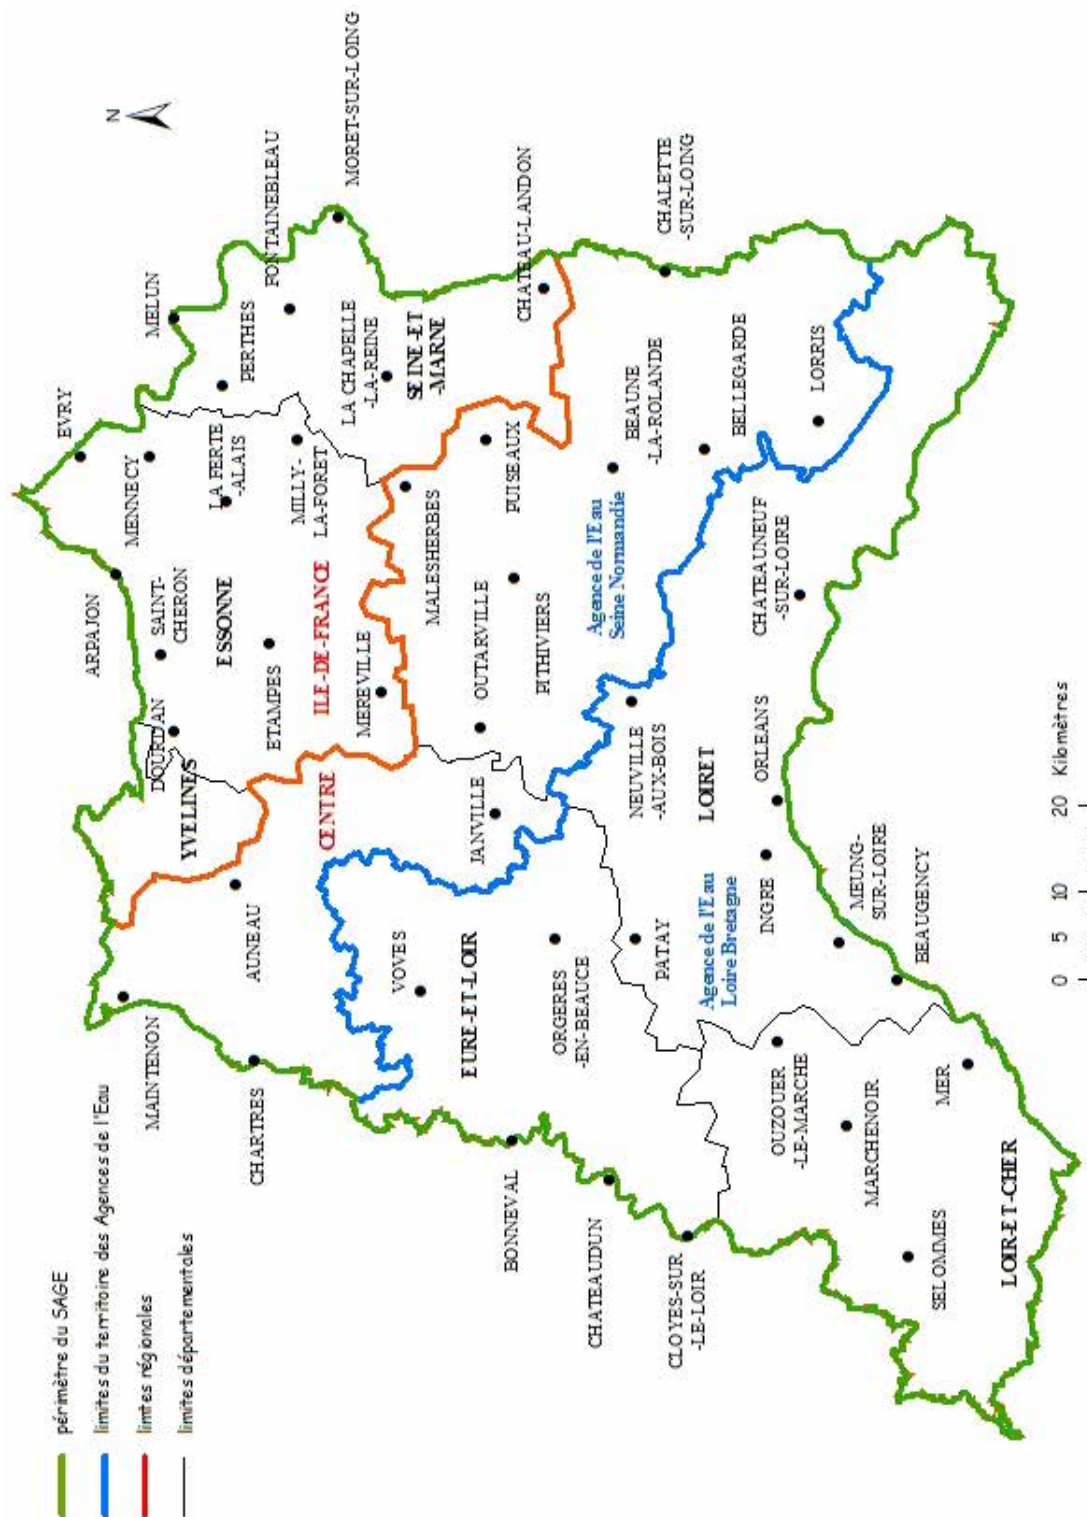 périmètre du SAGE
limites du territoire des Agences de l'Eau
limtes régionales
limites départementales
N
EVRY
MELUN
MENNECY
ARPAJON
SAINT-
CHERON
DOURDAN
YVELINES
MAINTENON
AUNEAU
CHARTRES
ESSONNE
ETAMPES
LA FERTE
-ALAIS
PERTHES
FONTAINEBLEAU
MORET-SUR-LOING
MILLY-
LA-FORET
LA CHAPELLE
-LA-REINE
SEINE-ET
-MARNE
ILE-DE-FRANCE
CENTRE
MEREVILLE
MALESHERBES
PUISEAUX
CHATEAU-LANDON
OUTARVILLE
PITHIVIERS
JANVILLE
VOVES
EURE-ET-LOIR
ORGERES
-EN-BEAUCE
BONNEVAL
CHATEAUDUN
CLOYES-SUR
-LE-LOIR
PATAY
Agence de l'Eau
Seine Normandie
Agence de l'Eau
Loire Bretagne
BEAUNE
-LA-ROLANDE
BELLEGARDE
CHALETTE
-SUR-LOING
LORRIS
NEUVILLE
-AUX-BOIS
LOIRET
CHATEAUNEUF
-SUR-LOIRE
ORLEANS
INGRE
MEUNG-
SUR-LOIRE
BEAUGENCY
OUZOUER
-LE-MARCHE
MARCHENOIR
MER
SELOMMES
LOIR-ET-CHER
0 5 10 20 Kilomètres